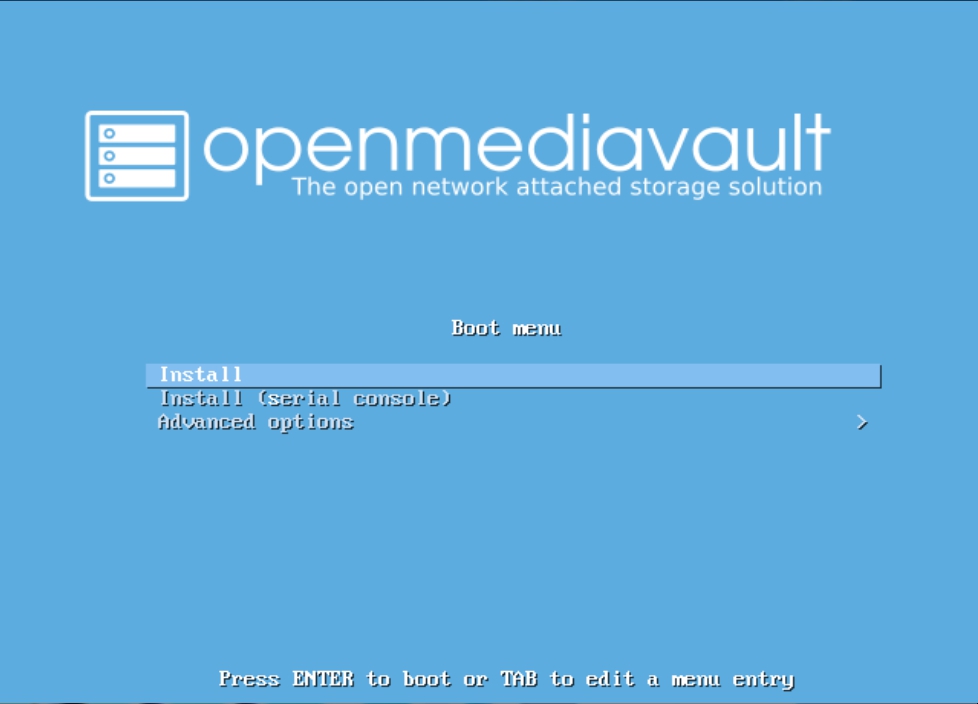 openmediavault
The open network attached storage solution
Boot menu
Install
Install (serial console)
Advanced options >
Press ENTER to boot or TAB to edit a menu entry